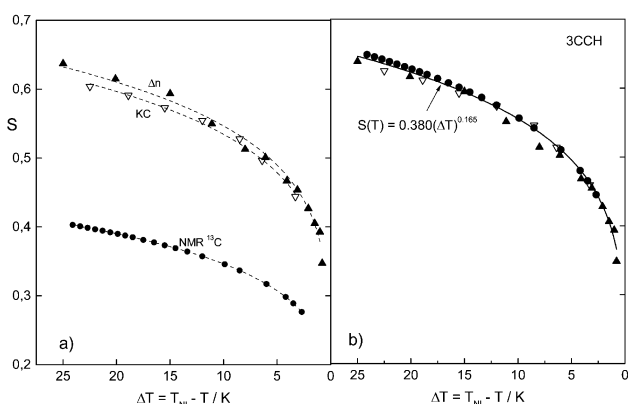 0,7
0,6
0,5
0,4
0,3
0,2
S
Δn
KC
NMR ¹³C
a)
25 20 15 10 5 0
ΔT = T_NI - T / K
3CCH
S(T) = 0.380(ΔT)^0.165
b)
25 20 15 10 5 0
ΔT = T_NI - T / K